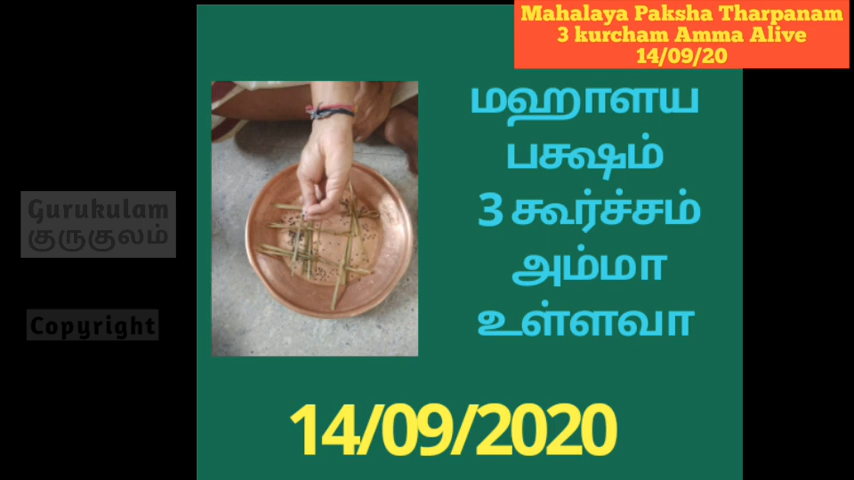 Mahalaya Paksha Tharpanam
3 kurcham Amma Alive
14/09/20
மஹாளய
பக்ஷம்
3 கூர்ச்சம்
அம்மா
உள்ளவா
Gurukulam
குருகுலம்
Copyright
14/09/2020